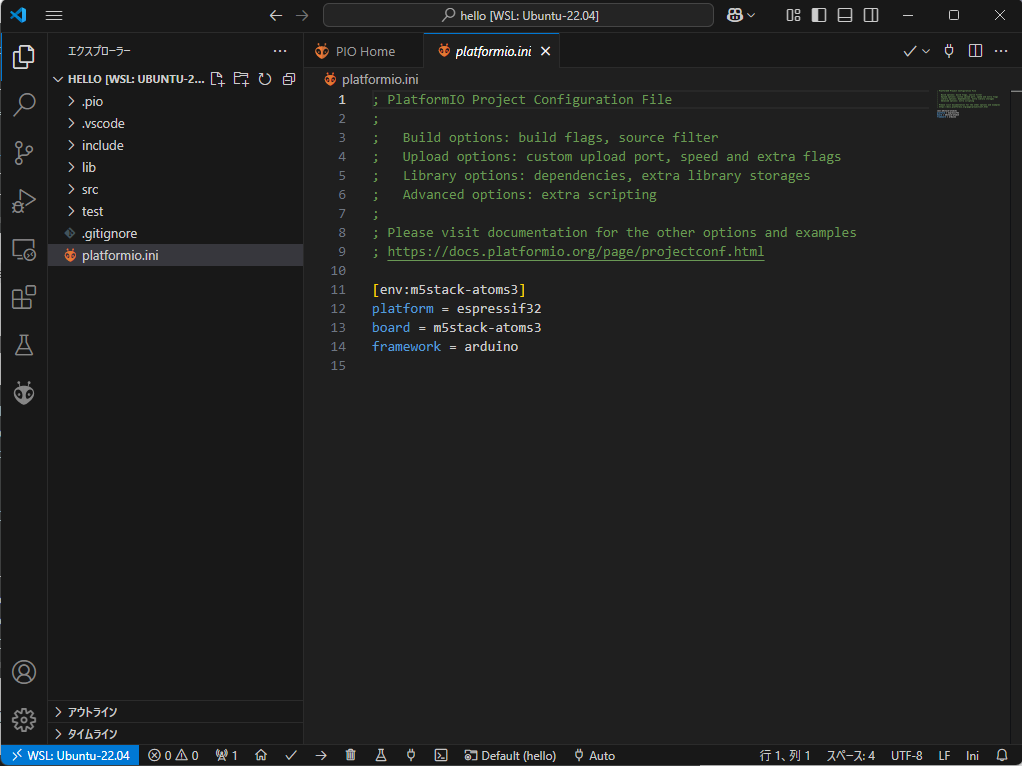 hello [WSL: Ubuntu-22.04]
エクスプローラー
PIO Home
platformio.ini
HELLO [WSL: UBUNTU-2...
.pio
.vscode
include
lib
src
test
.gitignore
platformio.ini
platformio.ini
1 ; PlatformIO Project Configuration File
2 ;
3 ;   Build options: build flags, source filter
4 ;   Upload options: custom upload port, speed and extra flags
5 ;   Library options: dependencies, extra library storages
6 ;   Advanced options: extra scripting
7 ;
8 ; Please visit documentation for the other options and examples
9 ; https://docs.platformio.org/page/projectconf.html
10
11 [env:m5stack-atoms3]
12 platform = espressif32
13 board = m5stack-atoms3
14 framework = arduino
15
アウトライン
タイムライン
WSL: Ubuntu-22.04 0 0 1 Default (hello) Auto 行 1、列 1 スペース: 4 UTF-8 LF Ini